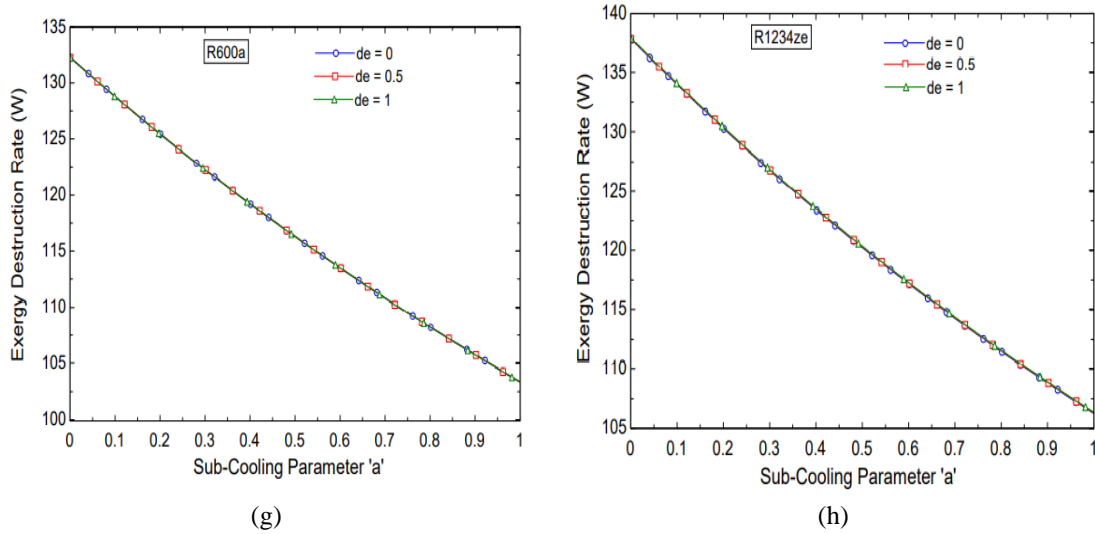 135
130
125
120
115
110
105
100
Exergy Destruction Rate (W)
R600a
de = 0
de = 0.5
de = 1
0 0.1 0.2 0.3 0.4 0.5 0.6 0.7 0.8 0.9 1
Sub-Cooling Parameter 'a'
(g)
140
135
130
125
120
115
110
105
Exergy Destruction Rate (W)
R1234ze
de = 0
de = 0.5
de = 1
0 0.1 0.2 0.3 0.4 0.5 0.6 0.7 0.8 0.9 1
Sub-Cooling Parameter 'a'
(h)